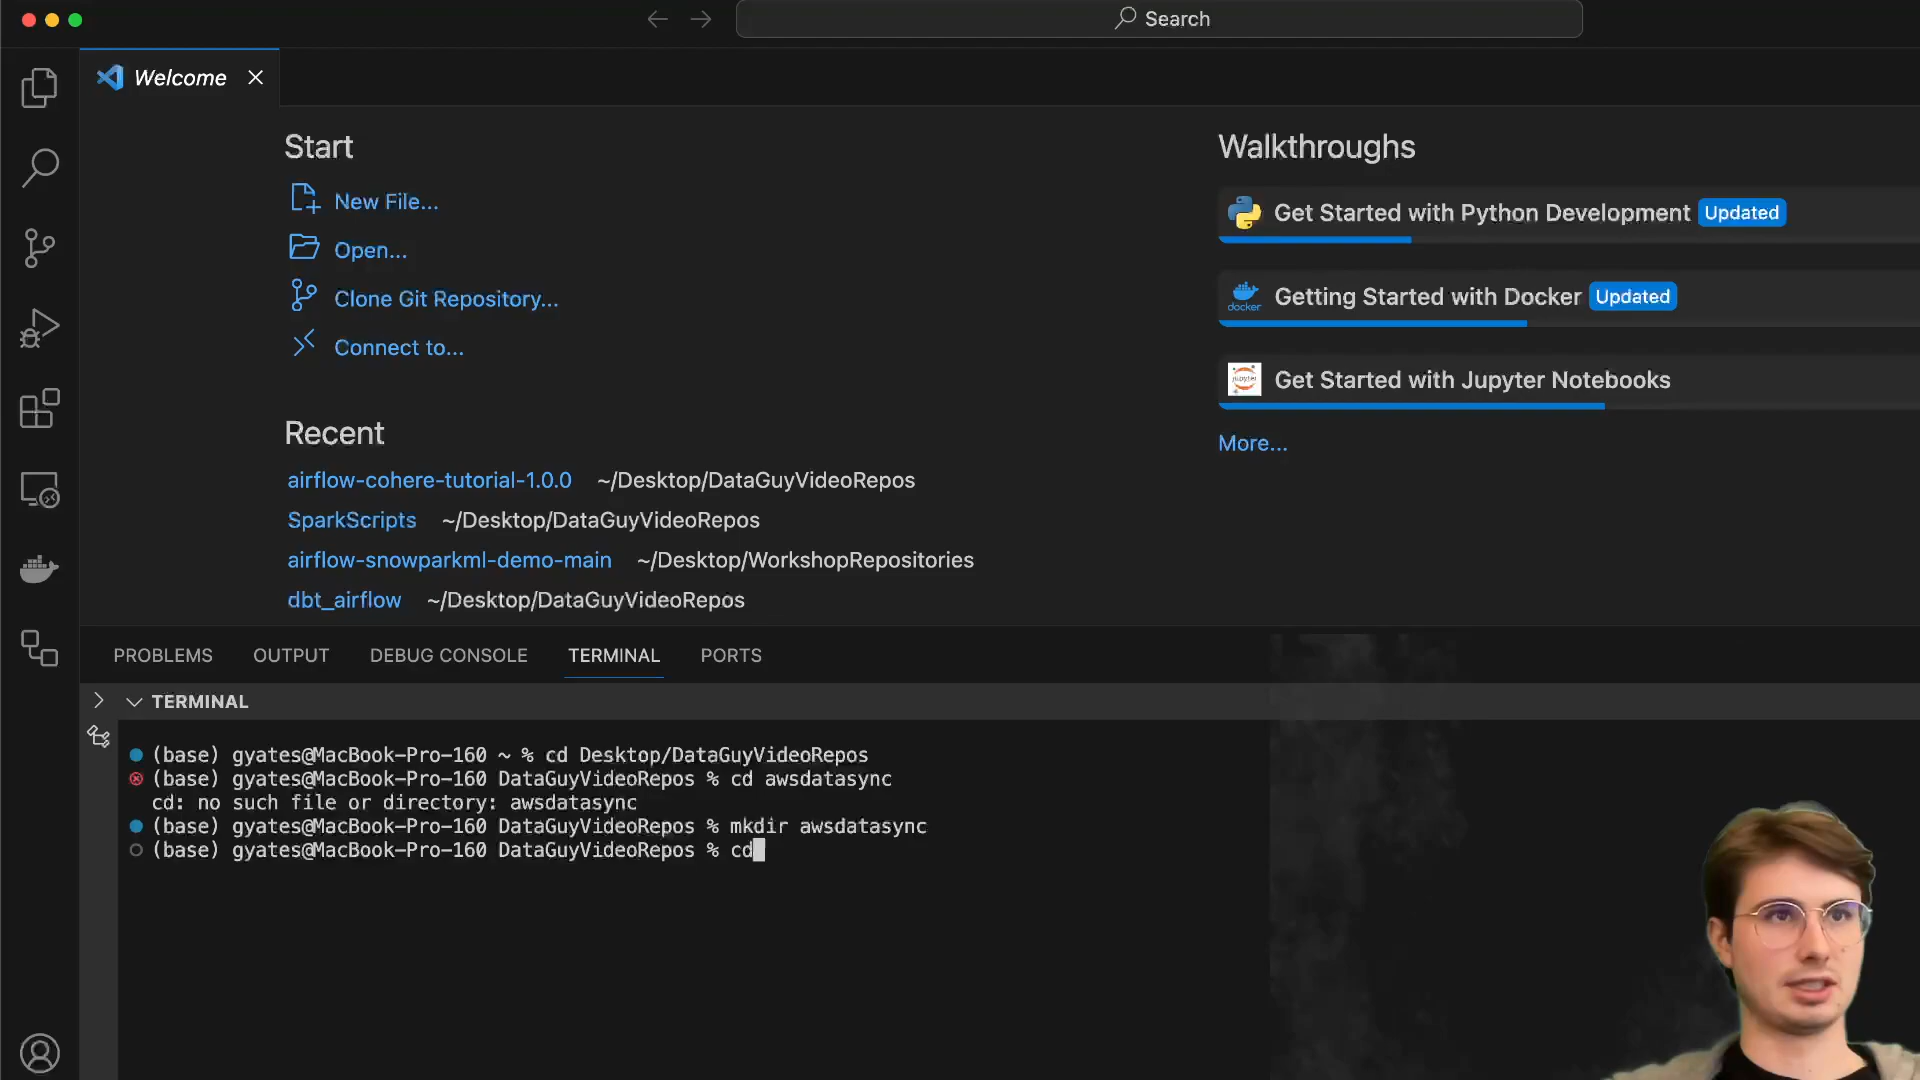 Search
Welcome
Start
New File...
Open...
Clone Git Repository...
Connect to...
Recent
airflow-cohere-tutorial-1.0.0 ~/Desktop/DataGuyVideoRepos
SparkScripts ~/Desktop/DataGuyVideoRepos
airflow-snowparkml-demo-main ~/Desktop/WorkshopRepositories
dbt_airflow ~/Desktop/DataGuyVideoRepos
Walkthroughs
Get Started with Python Development Updated
docker
Getting Started with Docker Updated
jupyter
Get Started with Jupyter Notebooks
More...
PROBLEMS OUTPUT DEBUG CONSOLE TERMINAL PORTS
TERMINAL
(base) gyates@MacBook-Pro-160 ~ % cd Desktop/DataGuyVideoRepos
(base) gyates@MacBook-Pro-160 DataGuyVideoRepos % cd awsdatasync
cd: no such file or directory: awsdatasync
(base) gyates@MacBook-Pro-160 DataGuyVideoRepos % mkdir awsdatasync
(base) gyates@MacBook-Pro-160 DataGuyVideoRepos % cd